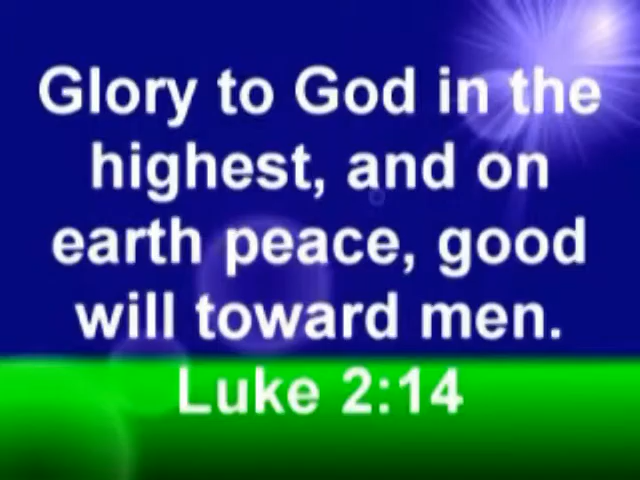 Glory to God in the
highest, and on
earth peace, good
will toward men.
Luke 2:14